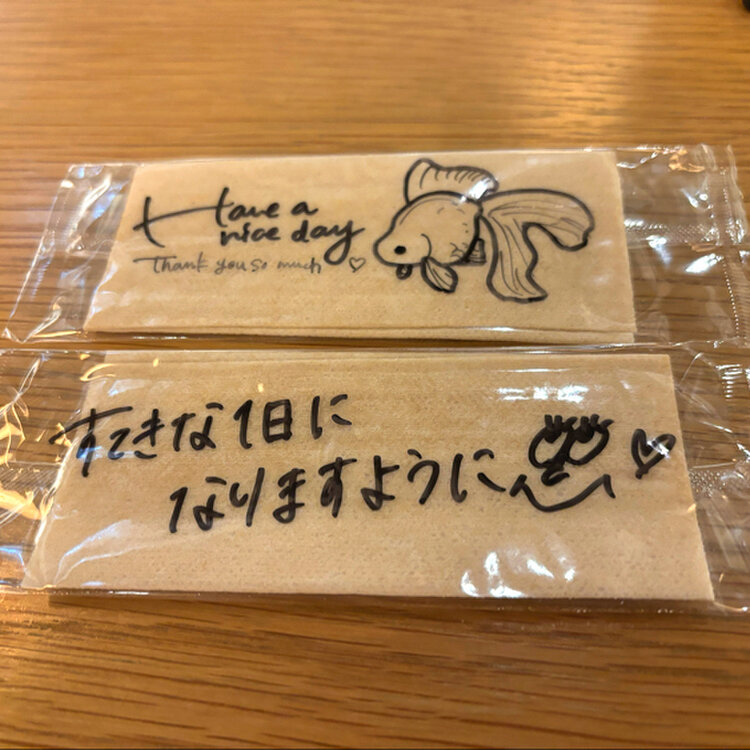 Have a
nice day
Thank you so much ♡
すてきな1日に
なりますように